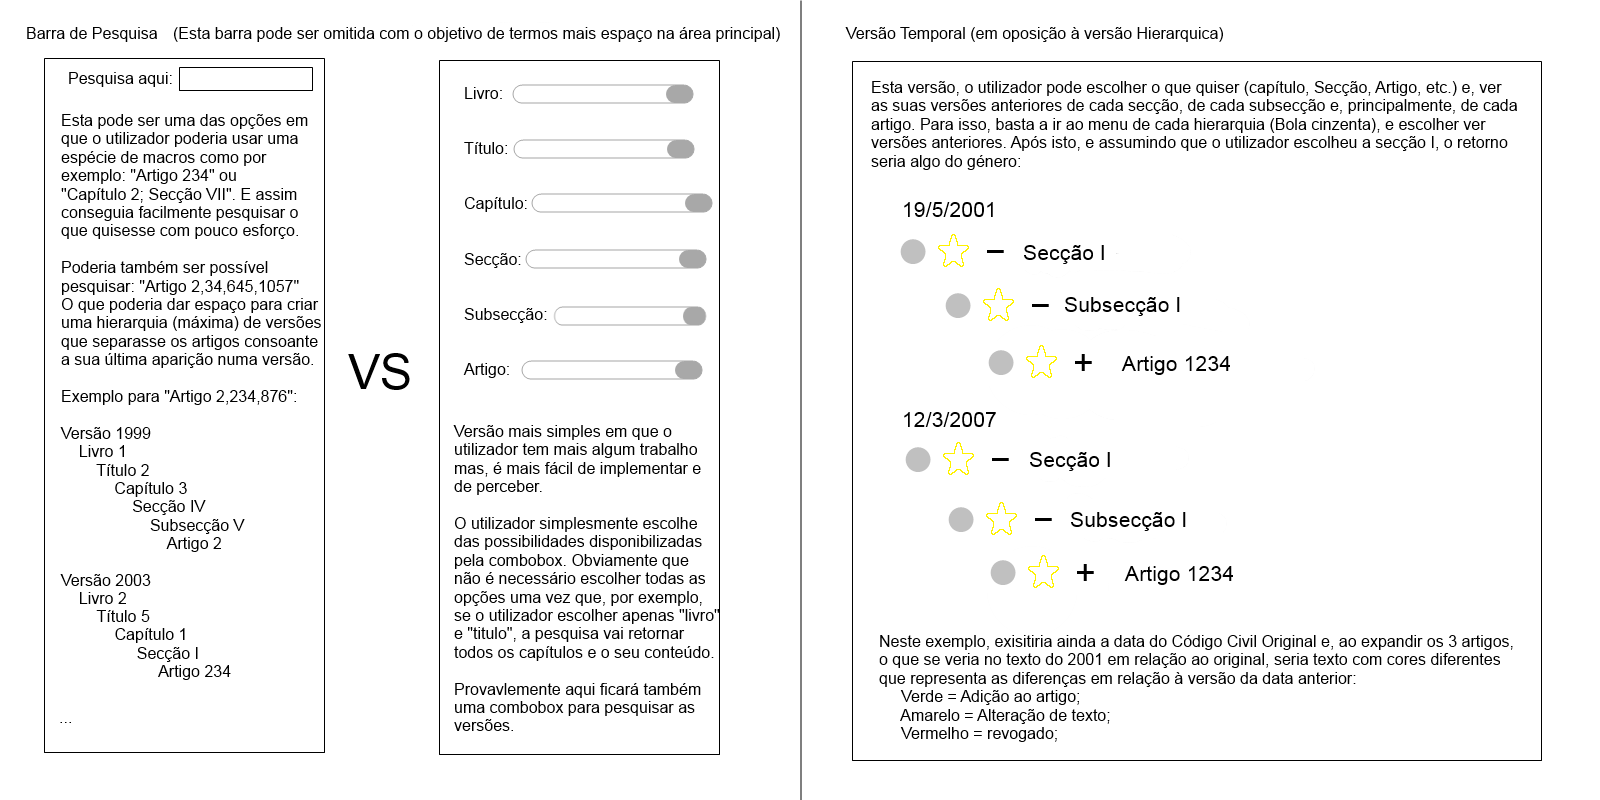 Barra de Pesquisa (Esta barra pode ser omitida com o objetivo de termos mais espaço na área principal)
Pesquisa aqui:
Esta pode ser uma das opções em
que o utilizador poderia usar uma
espécie de macros como por
exemplo: "Artigo 234" ou
"Capítulo 2; Secção VII". E assim
conseguia facilmente pesquisar o
que quisesse com pouco esforço.
Poderia também ser possível
pesquisar: "Artigo 2,34,645,1057"
O que poderia dar espaço para criar
uma hierarquia (máxima) de versões
que separasse os artigos consoante
a sua última aparição numa versão.
Exemplo para "Artigo 2,234,876":
Versão 1999
Livro 1
Título 2
Capítulo 3
Secção IV
Subsecção V
Artigo 2
Versão 2003
Livro 2
Título 5
Capítulo 1
Secção I
Artigo 234
...
VS
Livro:
Título:
Capítulo:
Secção:
Subsecção:
Artigo:
Versão mais simples em que o
utilizador tem mais algum trabalho
mas, é mais fácil de implementar e
de perceber.
O utilizador simplesmente escolhe
das possibilidades disponibilizadas
pela combobox. Obviamente que
não é necessário escolher todas as
opções uma vez que, por exemplo,
se o utilizador escolher apenas "livro"
e "titulo", a pesquisa vai retornar
todos os capítulos e o seu conteúdo.
Provavlemente aqui ficará também
uma combobox para pesquisar as
versões.
Versão Temporal (em oposição à versão Hierarquica)
Esta versão, o utilizador pode escolher o que quiser (capítulo, Secção, Artigo, etc.) e, ver
as suas versões anteriores de cada secção, de cada subsecção e, principalmente, de cada
artigo. Para isso, basta a ir ao menu de cada hierarquia (Bola cinzenta), e escolher ver
versões anteriores. Após isto, e assumindo que o utilizador escolheu a secção I, o retorno
seria algo do género:
19/5/2001
− Secção I
− Subsecção I
+ Artigo 1234
12/3/2007
− Secção I
− Subsecção I
+ Artigo 1234
Neste exemplo, exisitiria ainda a data do Código Civil Original e, ao expandir os 3 artigos,
o que se veria no texto do 2001 em relação ao original, seria texto com cores diferentes
que representa as diferenças em relação à versão da data anterior:
Verde = Adição ao artigo;
Amarelo = Alteração de texto;
Vermelho = revogado;